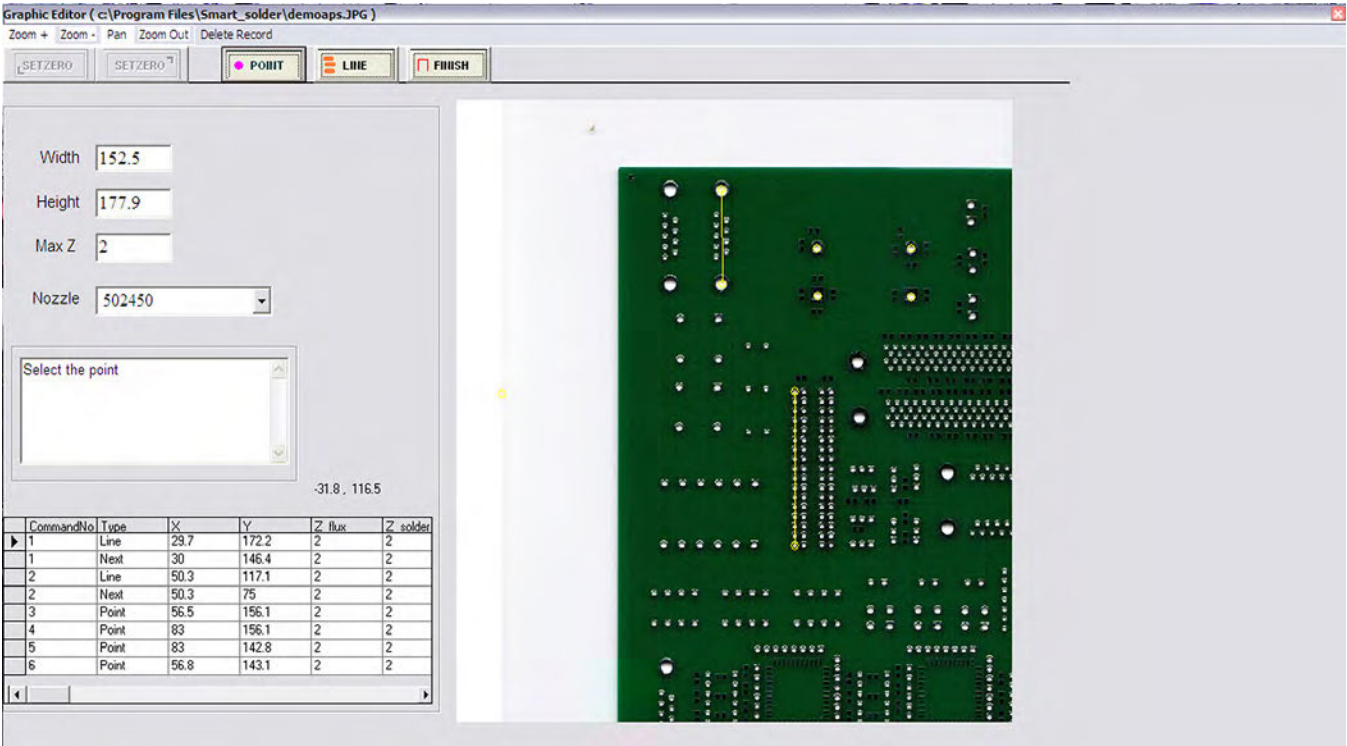 Graphic Editor ( c:\Program Files\Smart_solder\demoaps.JPG )
Zoom + Zoom - Pan Zoom Out Delete Record
SETZERO SETZERO POINT LINE FINISH
Width 152.5
Height 177.9
Max Z 2
Nozzle 502450
Select the point
-31.8 , 116.5
CommandNo Type X Y Z_flux Z_solder
1 Line 29.7 172.2 2 2
1 Next 30 146.4 2 2
2 Line 50.3 117.1 2 2
2 Next 50.3 75 2 2
3 Point 56.5 156.1 2 2
4 Point 83 156.1 2 2
5 Point 83 142.8 2 2
6 Point 56.8 143.1 2 2